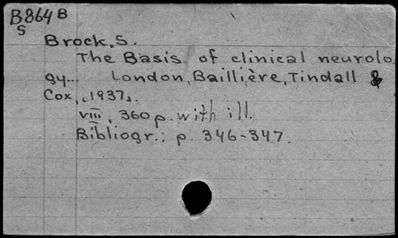 B864B
S
Brock, S.
The Basis of clinical neurolo
gy... London, Baillière, Tindall &
Cox, c1937.
VIII, 360 p. with ill.
Bibliogr.: p. 346-347.